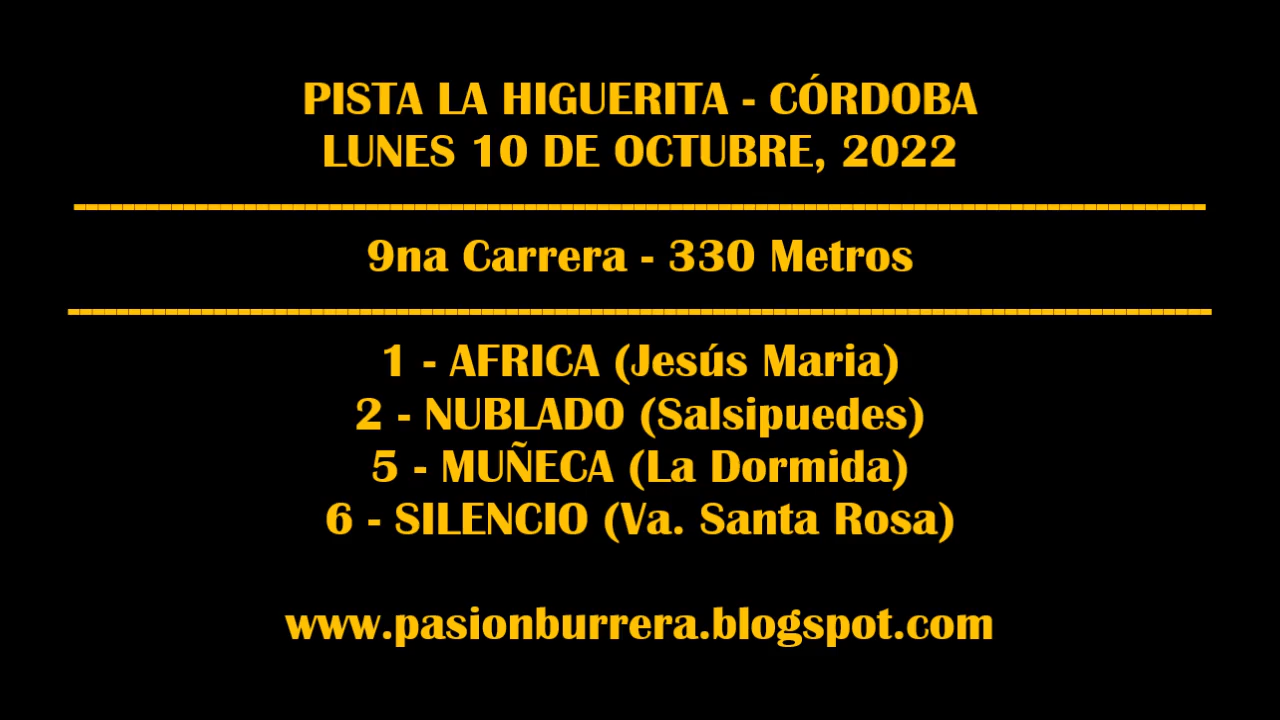 PISTA LA HIGUERITA - CÓRDOBA
LUNES 10 DE OCTUBRE, 2022
9na Carrera - 330 Metros
1 - AFRICA (Jesús Maria)
2 - NUBLADO (Salsipuedes)
5 - MUÑECA (La Dormida)
6 - SILENCIO (Va. Santa Rosa)
www.pasionburrera.blogspot.com